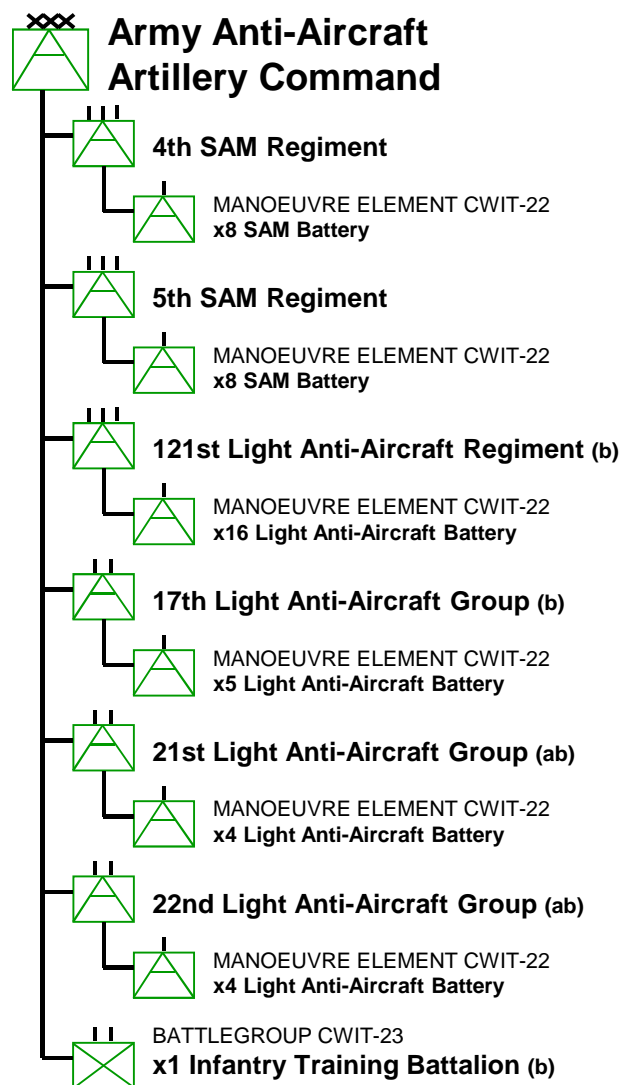 Army Anti-Aircraft
Artillery Command
4th SAM Regiment
MANOEUVRE ELEMENT CWIT-22
x8 SAM Battery
5th SAM Regiment
MANOEUVRE ELEMENT CWIT-22
x8 SAM Battery
121st Light Anti-Aircraft Regiment (b)
MANOEUVRE ELEMENT CWIT-22
x16 Light Anti-Aircraft Battery
17th Light Anti-Aircraft Group (b)
MANOEUVRE ELEMENT CWIT-22
x5 Light Anti-Aircraft Battery
21st Light Anti-Aircraft Group (ab)
MANOEUVRE ELEMENT CWIT-22
x4 Light Anti-Aircraft Battery
22nd Light Anti-Aircraft Group (ab)
MANOEUVRE ELEMENT CWIT-22
x4 Light Anti-Aircraft Battery
BATTLEGROUP CWIT-23
x1 Infantry Training Battalion (b)